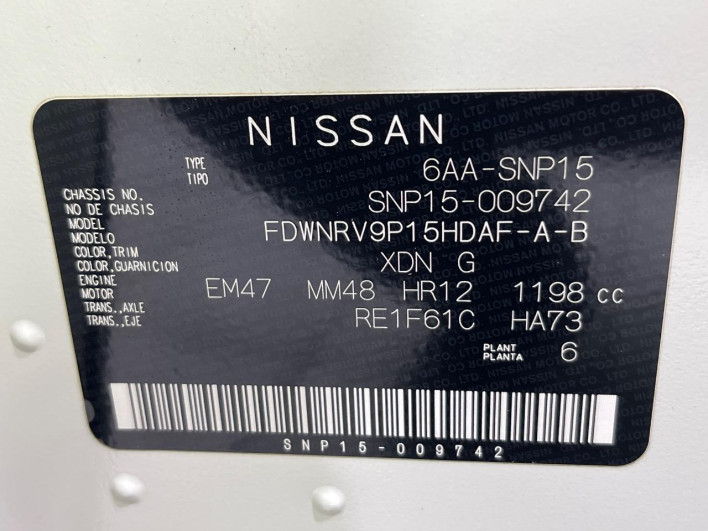 NISSAN
TYPE 6AA-SNP15
TIPO
CHASSIS NO. SNP15-009742
NO DE CHASIS
MODEL FDWNRV9P15HDAF-A-B
MODELO
COLOR,TRIM XDN G
COLOR,GUARNICION
ENGINE EM47 MM48 HR12 1198 cc
MOTOR
TRANS.,AXLE RE1F61C HA73
TRANS.,EJE
PLANT 6
PLANTA
SNP15-009742